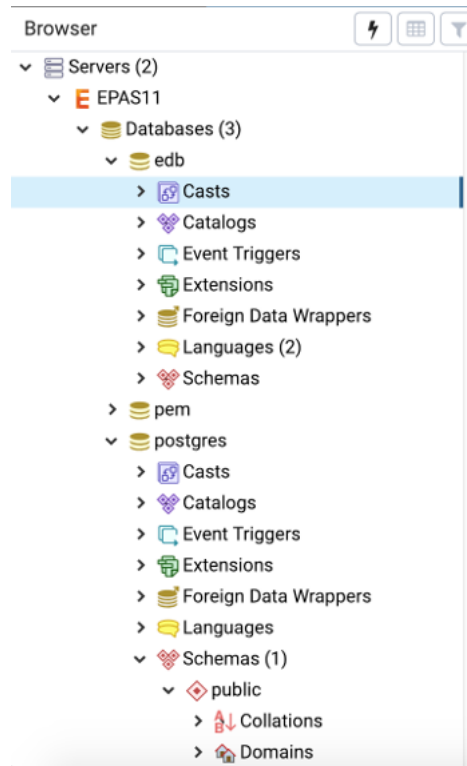 Browser
Servers (2)
EPAS11
Databases (3)
edb
Casts
Catalogs
Event Triggers
Extensions
Foreign Data Wrappers
Languages (2)
Schemas
pem
postgres
Casts
Catalogs
Event Triggers
Extensions
Foreign Data Wrappers
Languages
Schemas (1)
public
Collations
Domains